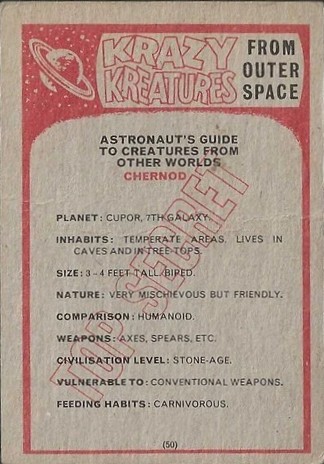 KRAZY
KREATURES
FROM
OUTER
SPACE
ASTRONAUT'S GUIDE
TO CREATURES FROM
OTHER WORLDS
CHERNOD
TOP SECRET
PLANET: CUPOR, 7TH GALAXY.
INHABITS: TEMPERATE AREAS. LIVES IN
CAVES AND IN TREE-TOPS.
SIZE: 3-4 FEET TALL. BIPED.
NATURE: VERY MISCHIEVOUS BUT FRIENDLY.
COMPARISON: HUMANOID.
WEAPONS: AXES, SPEARS, ETC.
CIVILISATION LEVEL: STONE-AGE.
VULNERABLE TO: CONVENTIONAL WEAPONS.
FEEDING HABITS: CARNIVOROUS.
(50)